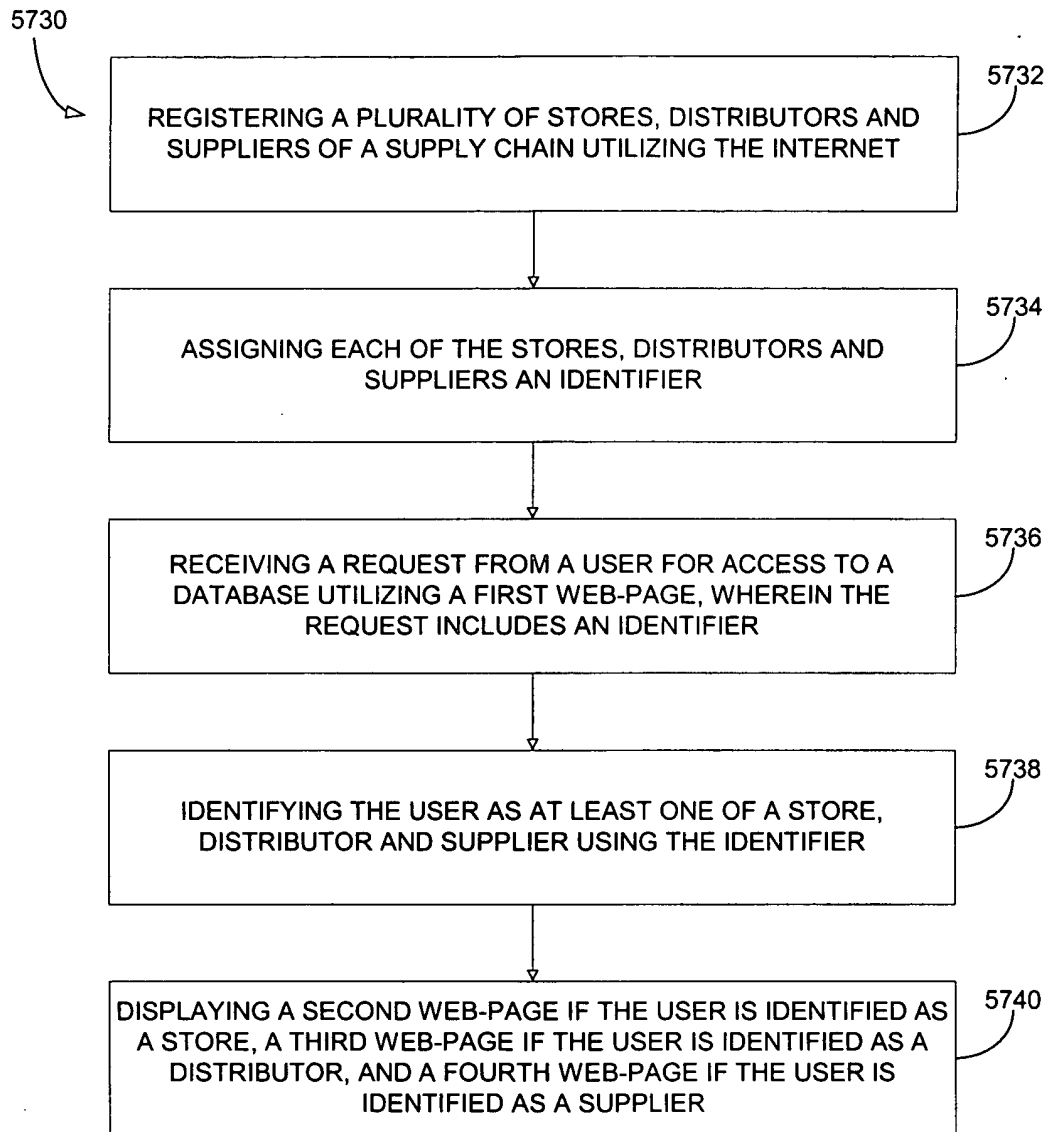 5730
5732
REGISTERING A PLURALITY OF STORES, DISTRIBUTORS AND
SUPPLIERS OF A SUPPLY CHAIN UTILIZING THE INTERNET
5734
ASSIGNING EACH OF THE STORES, DISTRIBUTORS AND
SUPPLIERS AN IDENTIFIER
5736
RECEIVING A REQUEST FROM A USER FOR ACCESS TO A
DATABASE UTILIZING A FIRST WEB-PAGE, WHEREIN THE
REQUEST INCLUDES AN IDENTIFIER
5738
IDENTIFYING THE USER AS AT LEAST ONE OF A STORE,
DISTRIBUTOR AND SUPPLIER USING THE IDENTIFIER
5740
DISPLAYING A SECOND WEB-PAGE IF THE USER IS IDENTIFIED AS
A STORE, A THIRD WEB-PAGE IF THE USER IS IDENTIFIED AS A
DISTRIBUTOR, AND A FOURTH WEB-PAGE IF THE USER IS
IDENTIFIED AS A SUPPLIER